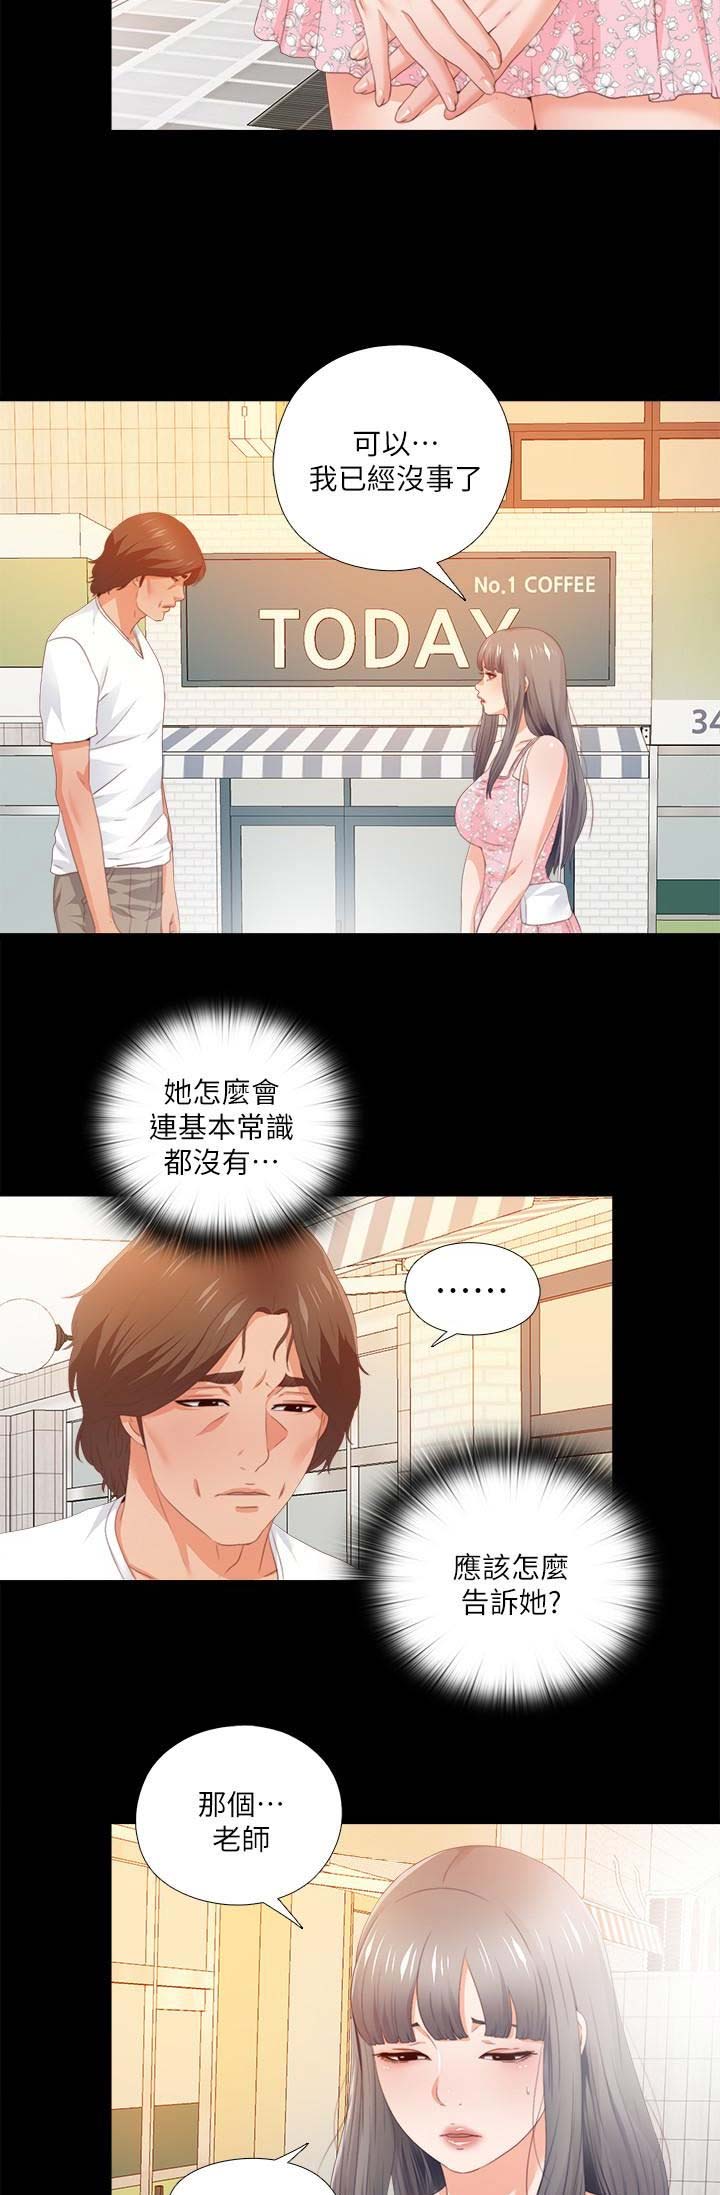 可以…
我已經沒事了
No.1 COFFEE
TODAY
34
她怎麼會
連基本常識
都沒有…
……
應該怎麼
告訴她?
那個…
老師